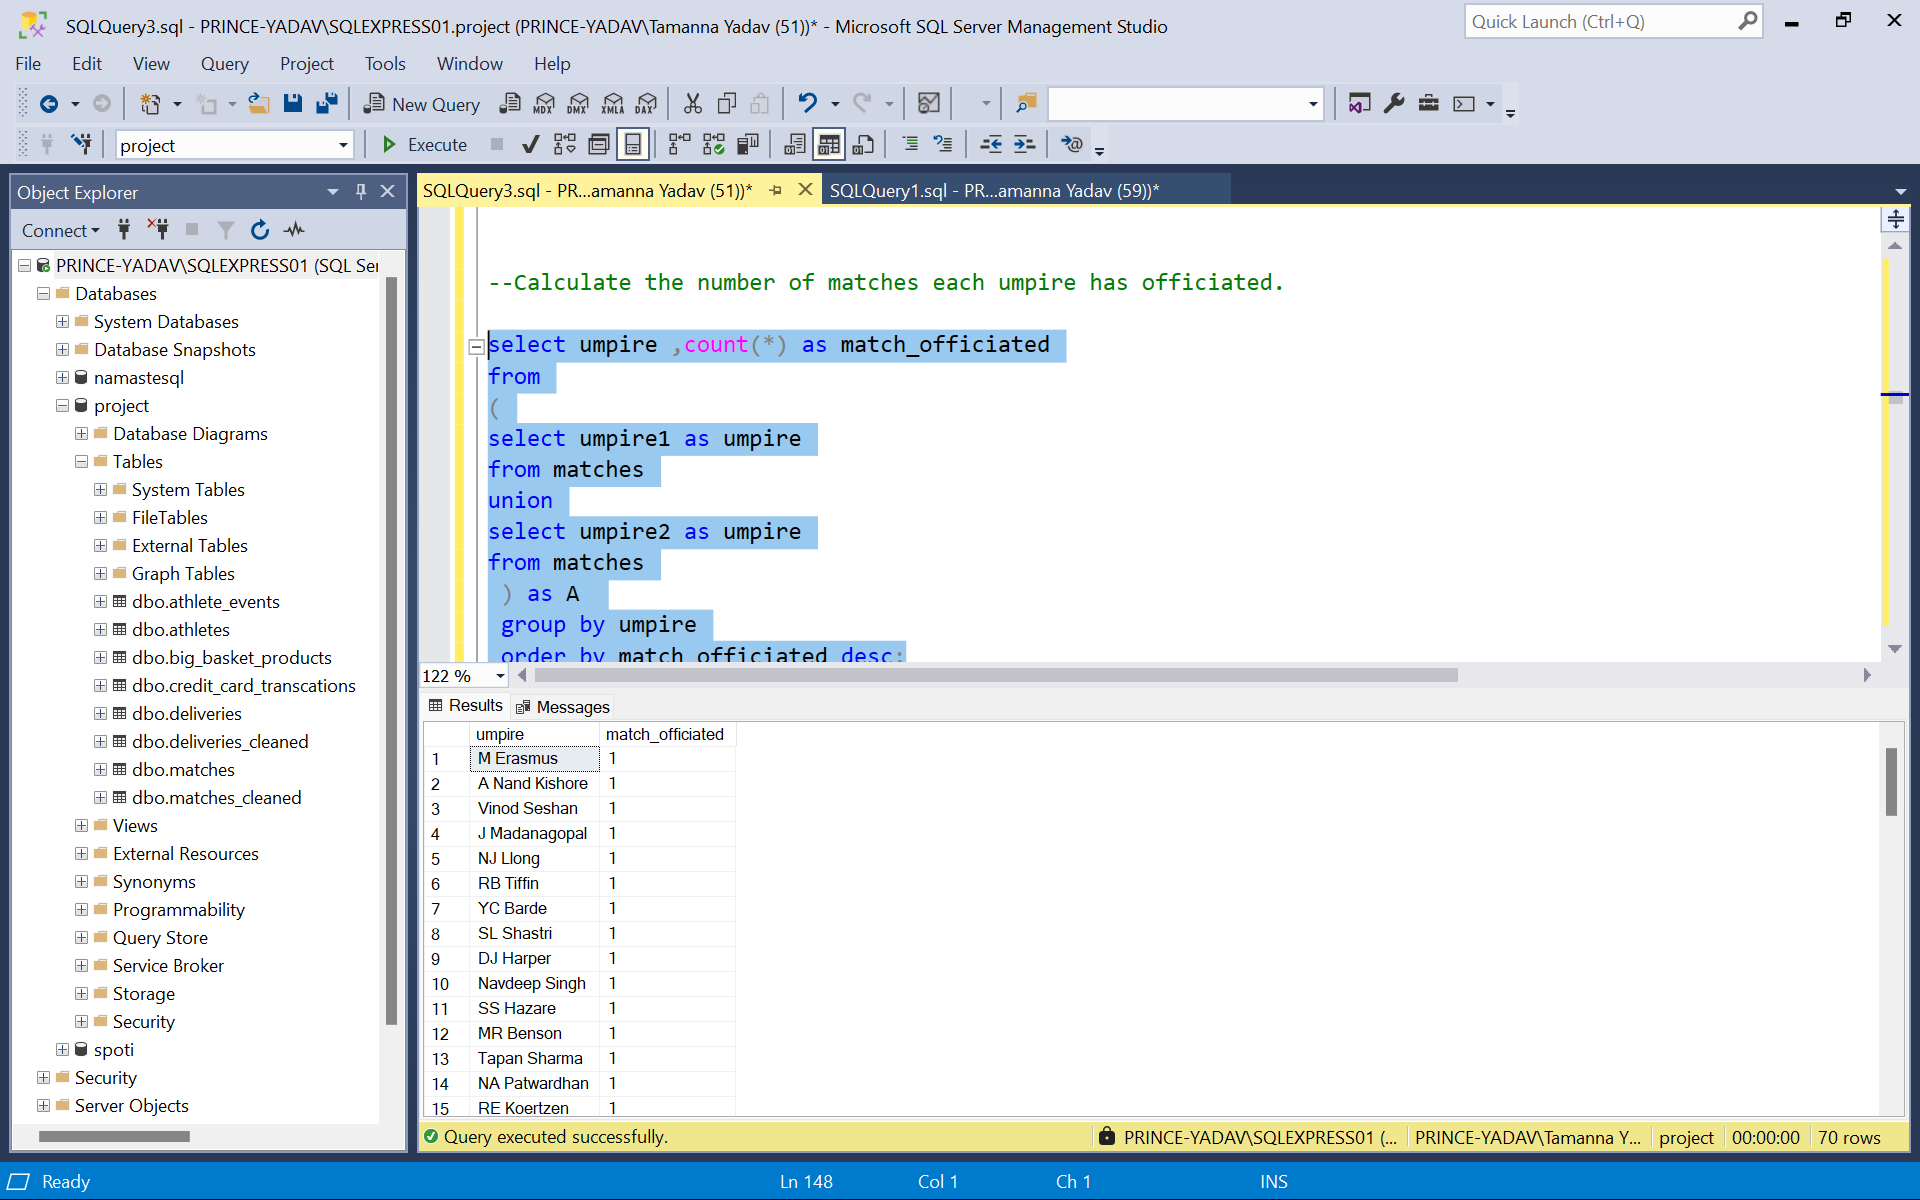 SQLQuery3.sql - PRINCE-YADAV\SQLEXPRESS01.project (PRINCE-YADAV\Tamanna Yadav (51))* - Microsoft SQL Server Management Studio
Quick Launch (Ctrl+Q)
File Edit View Query Project Tools Window Help
New Query MDX DMX XMLA DAX
project Execute
Object Explorer
Connect
PRINCE-YADAV\SQLEXPRESS01 (SQL Ser
Databases
System Databases
Database Snapshots
namastesql
project
Database Diagrams
Tables
System Tables
FileTables
External Tables
Graph Tables
dbo.athlete_events
dbo.athletes
dbo.big_basket_products
dbo.credit_card_transcations
dbo.deliveries
dbo.deliveries_cleaned
dbo.matches
dbo.matches_cleaned
Views
External Resources
Synonyms
Programmability
Query Store
Service Broker
Storage
Security
spoti
Security
Server Objects
SQLQuery3.sql - PR...amanna Yadav (51))* SQLQuery1.sql - PR...amanna Yadav (59))*
--Calculate the number of matches each umpire has officiated.
select umpire ,count(*) as match_officiated
from
(
select umpire1 as umpire
from matches
union
select umpire2 as umpire
from matches
) as A
group by umpire
order by match_officiated desc;
122 %
Results Messages
umpire match_officiated
1 M Erasmus 1
2 A Nand Kishore 1
3 Vinod Seshan 1
4 J Madanagopal 1
5 NJ Llong 1
6 RB Tiffin 1
7 YC Barde 1
8 SL Shastri 1
9 DJ Harper 1
10 Navdeep Singh 1
11 SS Hazare 1
12 MR Benson 1
13 Tapan Sharma 1
14 NA Patwardhan 1
15 RE Koertzen 1
Query executed successfully. PRINCE-YADAV\SQLEXPRESS01 (... PRINCE-YADAV\Tamanna Y... project 00:00:00 70 rows
Ready Ln 148 Col 1 Ch 1 INS